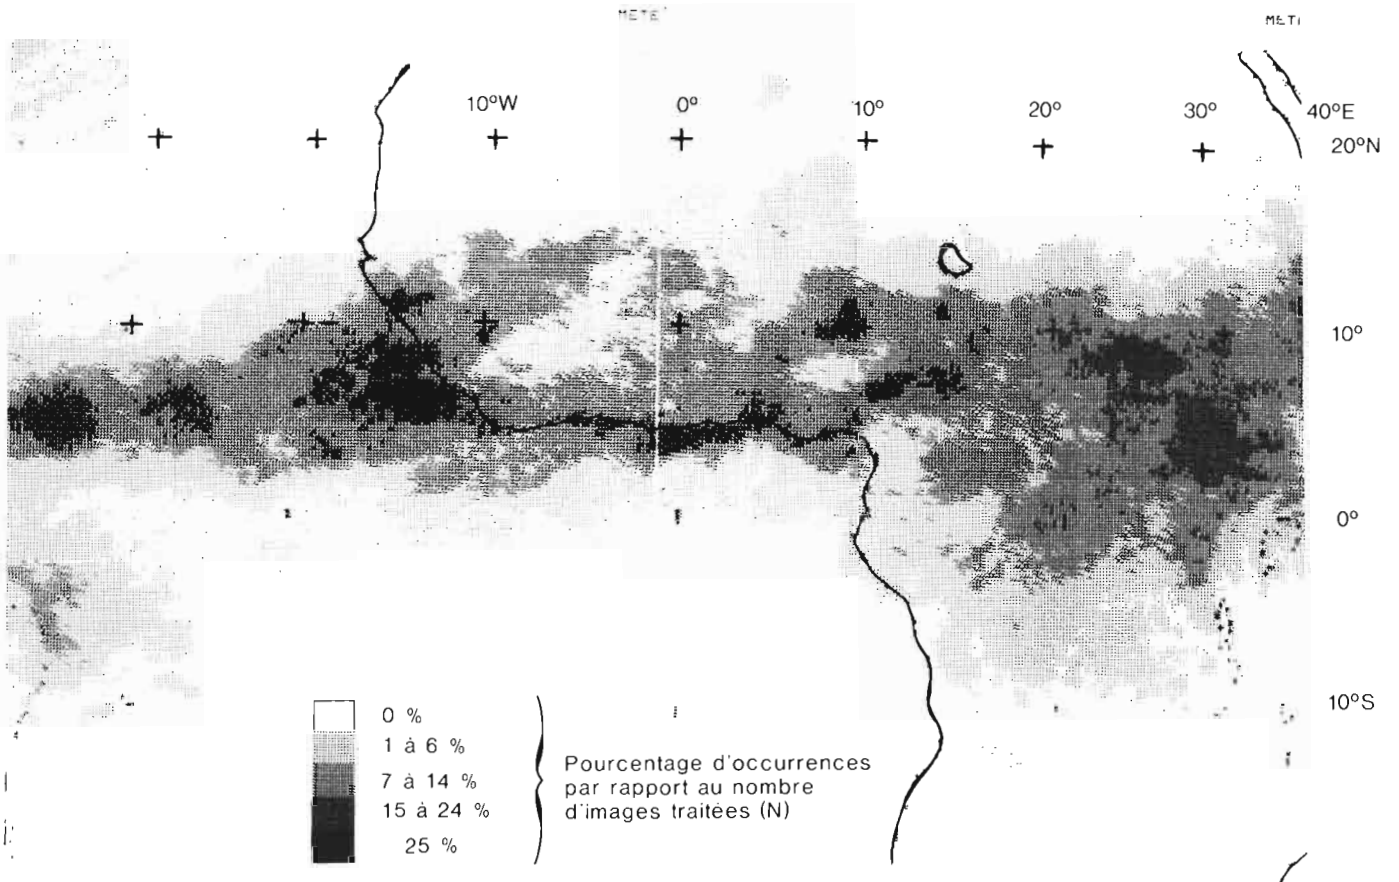 METE
METI
10°W
0°
10°
20°
30°
40°E
20°N
10°
0°
10°S
0 %
1 à 6 %
7 à 14 %
15 à 24 %
25 %
Pourcentage d'occurrences
par rapport au nombre
d'images traitées (N)